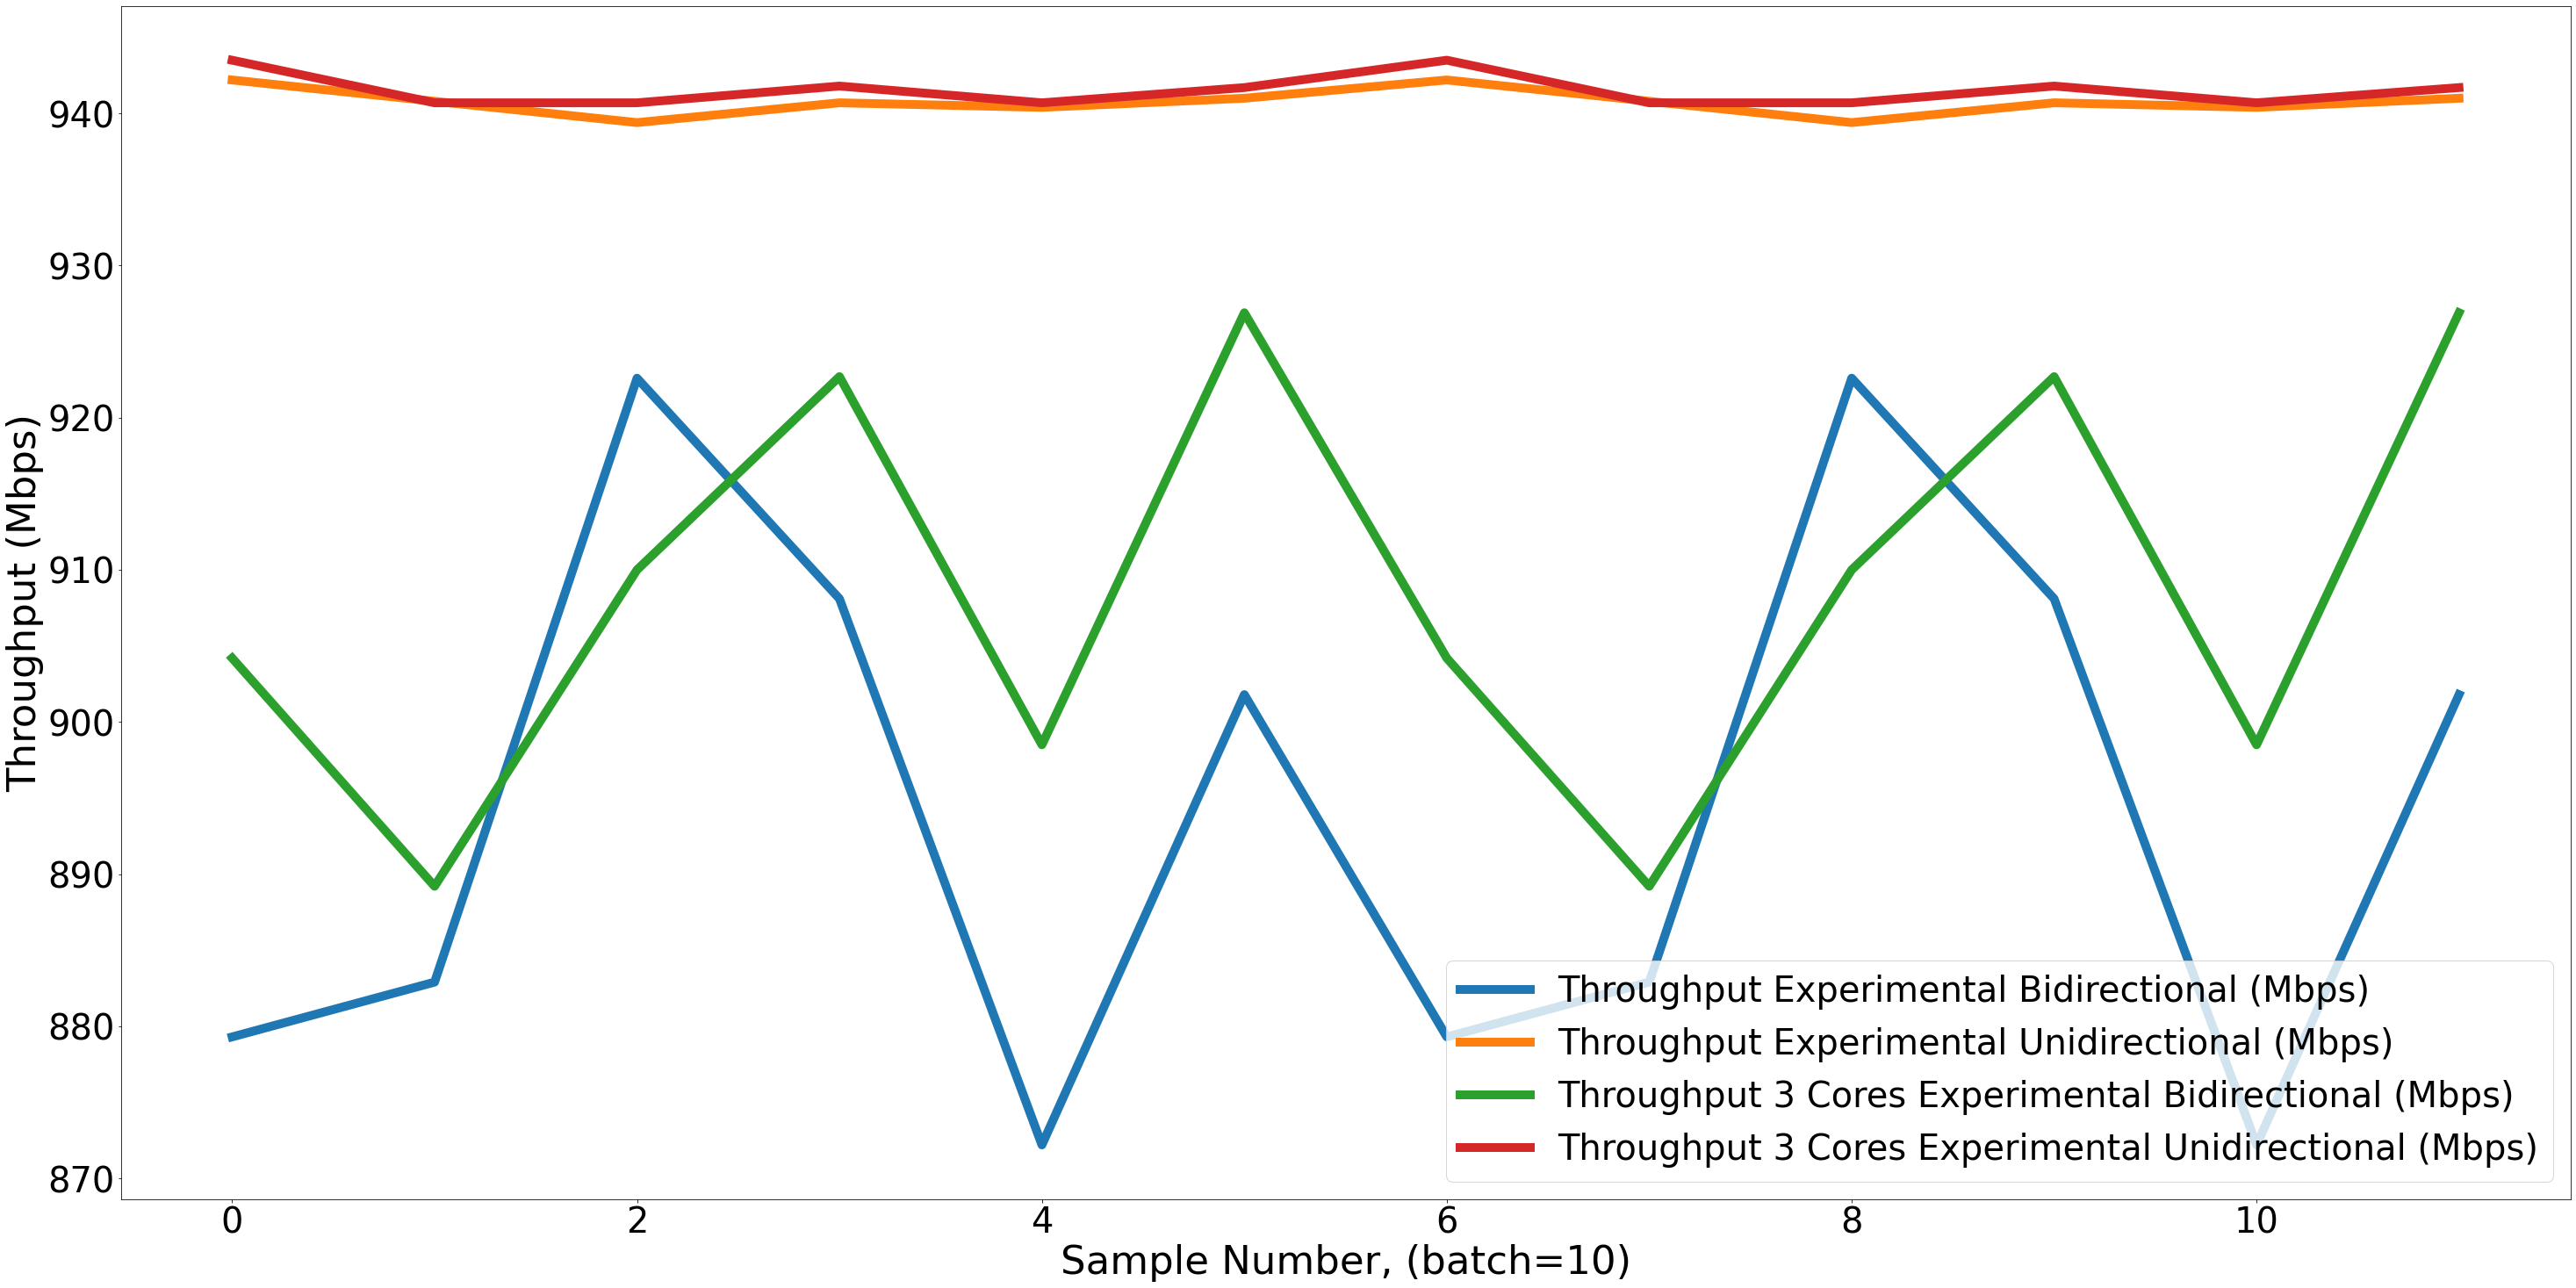 940
930
920
910
900
890
880
870
Throughput (Mbps)
0 2 4 6 8 10
Sample Number, (batch=10)
Throughput Experimental Bidirectional (Mbps)
Throughput Experimental Unidirectional (Mbps)
Throughput 3 Cores Experimental Bidirectional (Mbps)
Throughput 3 Cores Experimental Unidirectional (Mbps)